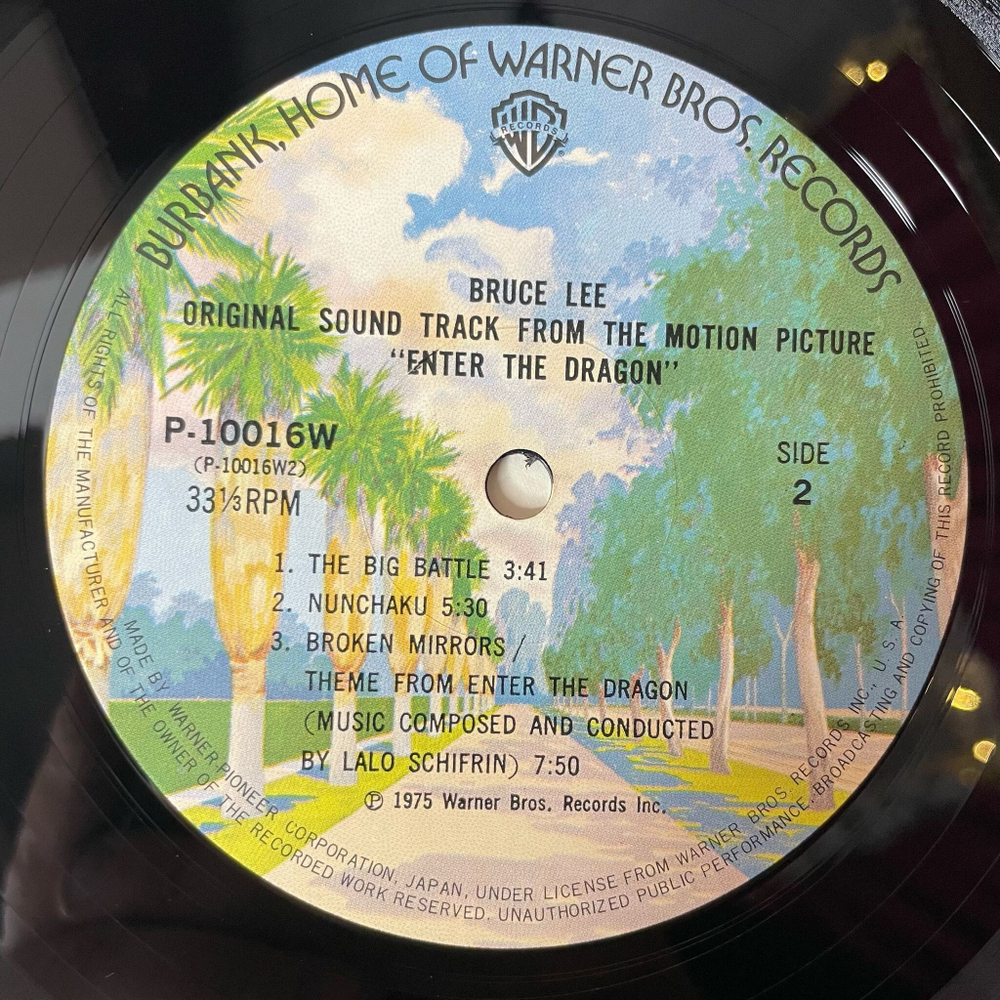 BURBANK, HOME OF WARNER BROS. RECORDS
W RECORDS
BRUCE LEE
ORIGINAL SOUND TRACK FROM THE MOTION PICTURE
“ENTER THE DRAGON”
P-10016W
(P-10016W2)
33⅓RPM
SIDE
2
1. THE BIG BATTLE 3:41
2. NUNCHAKU 5:30
3. BROKEN MIRRORS /
THEME FROM ENTER THE DRAGON
(MUSIC COMPOSED AND CONDUCTED
BY LALO SCHIFRIN) 7:50
Ⓟ 1975 Warner Bros. Records Inc.
MADE BY WARNER-PIONEER CORPORATION, JAPAN, UNDER LICENSE FROM WARNER BROS. RECORDS INC., U.S.A.
ALL RIGHTS OF THE MANUFACTURER AND OF THE OWNER OF THE RECORDED WORK RESERVED. UNAUTHORIZED PUBLIC PERFORMANCE. BROADCASTING AND COPYING OF THIS RECORD PROHIBITED